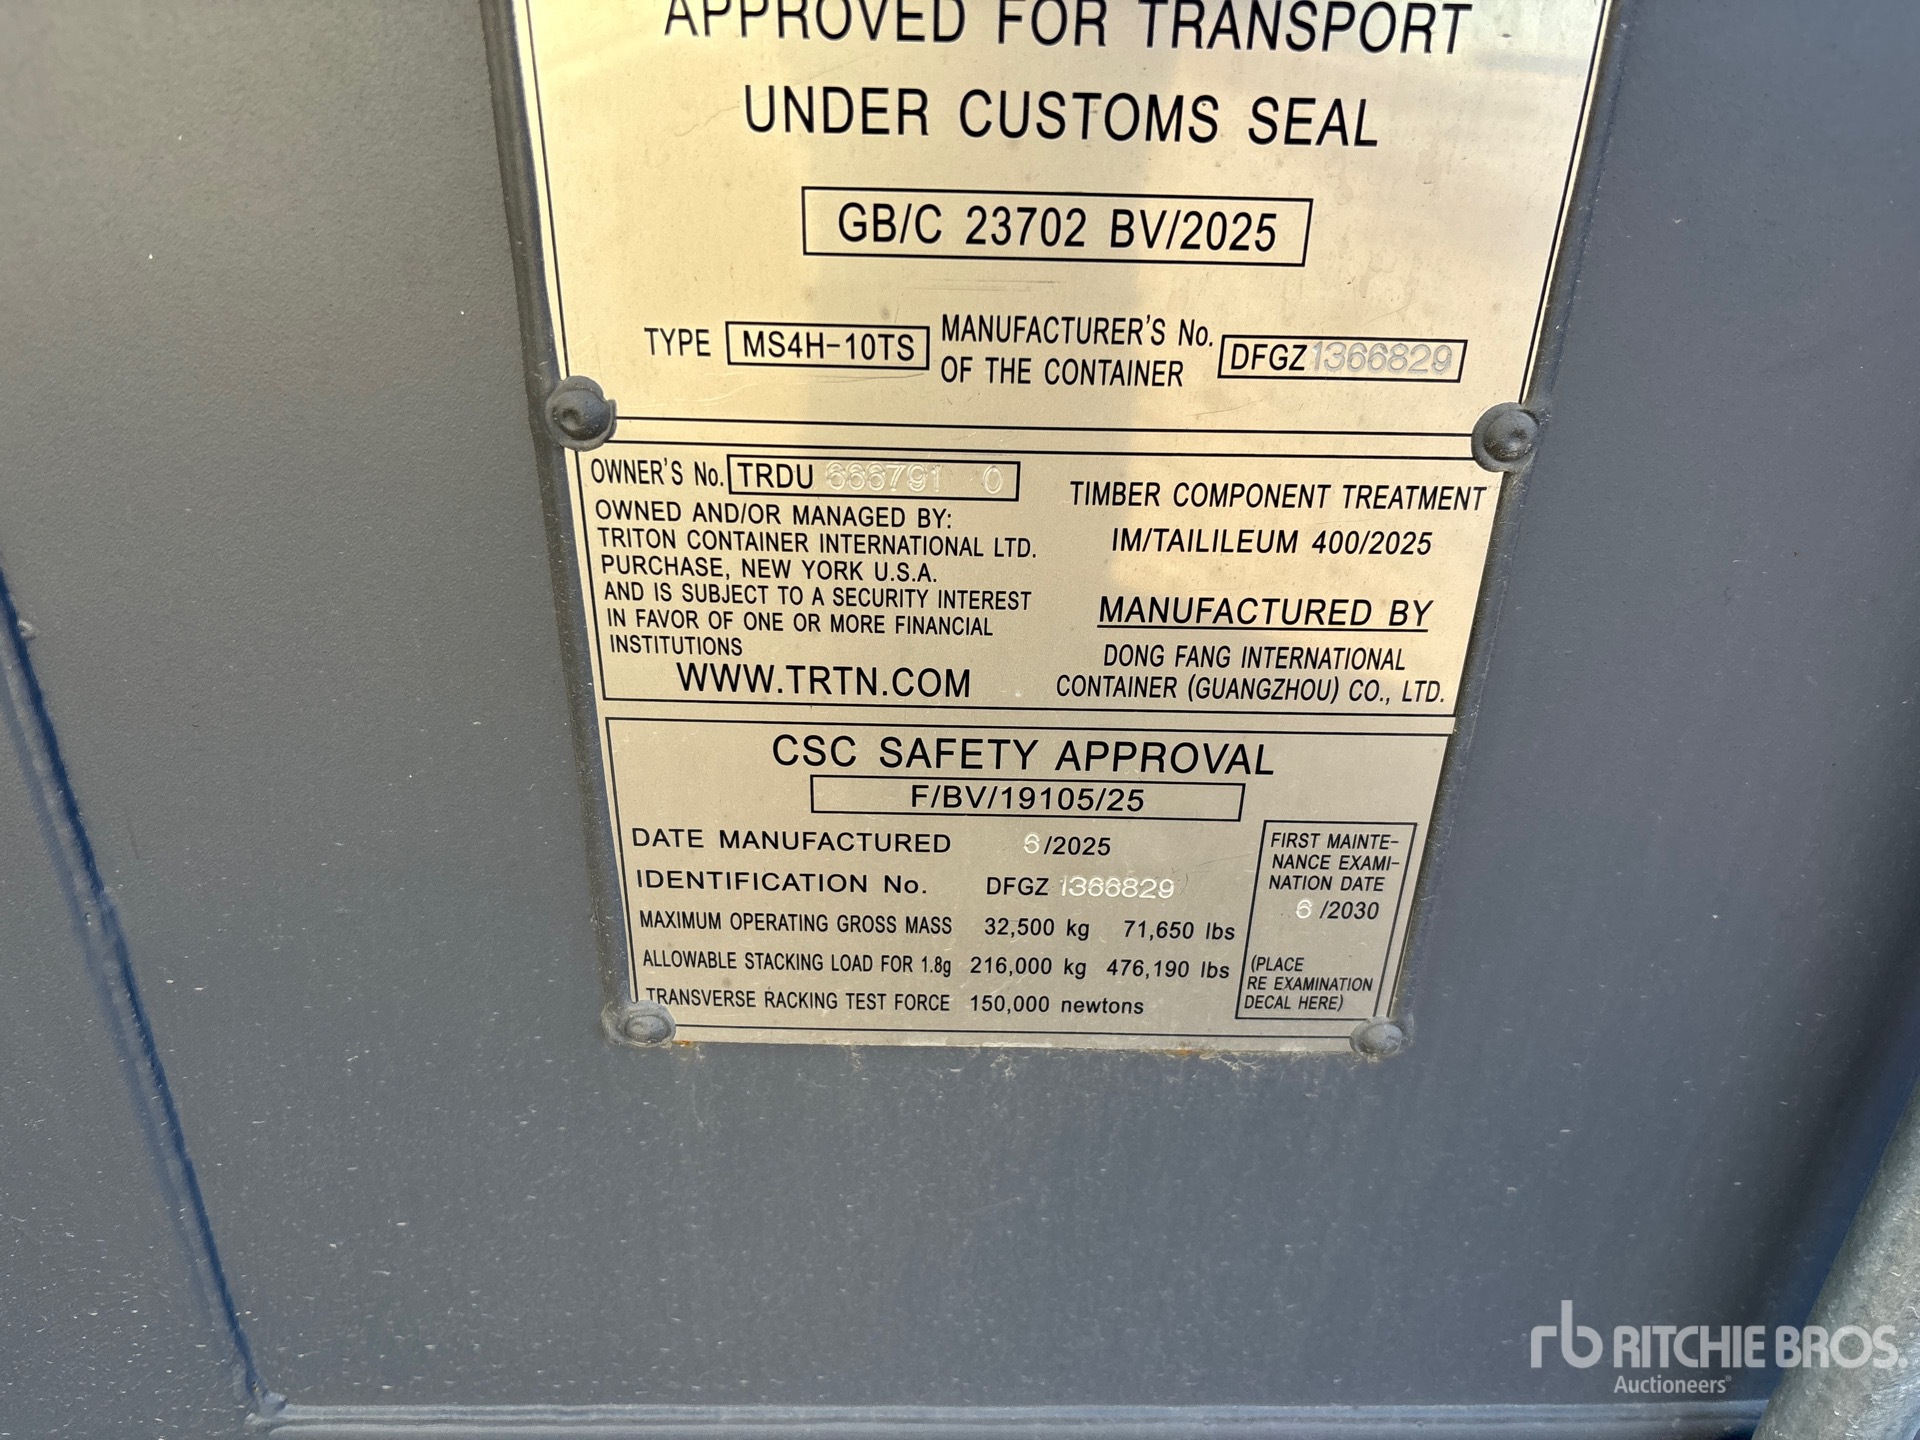 APPROVED FOR TRANSPORT
UNDER CUSTOMS SEAL
GB/C 23702 BV/2025
TYPE MS4H-10TS
MANUFACTURER'S No.
OF THE CONTAINER
DFGZ 1366829
OWNER'S No. TRDU 666791 0
OWNED AND/OR MANAGED BY:
TRITON CONTAINER INTERNATIONAL LTD.
PURCHASE, NEW YORK U.S.A.
AND IS SUBJECT TO A SECURITY INTEREST
IN FAVOR OF ONE OR MORE FINANCIAL
INSTITUTIONS
WWW.TRTN.COM
TIMBER COMPONENT TREATMENT
IM/TAILILEUM 400/2025
MANUFACTURED BY
DONG FANG INTERNATIONAL
CONTAINER (GUANGZHOU) CO., LTD.
CSC SAFETY APPROVAL
F/BV/19105/25
DATE MANUFACTURED 6/2025
IDENTIFICATION No. DFGZ 1366829
MAXIMUM OPERATING GROSS MASS 32,500 kg 71,650 lbs
ALLOWABLE STACKING LOAD FOR 1.8g 216,000 kg 476,190 lbs
TRANSVERSE RACKING TEST FORCE 150,000 newtons
FIRST MAINTE-
NANCE EXAMI-
NATION DATE
6/2030
(PLACE
RE EXAMINATION
DECAL HERE)
rb RITCHIE BROS.
Auctioneers